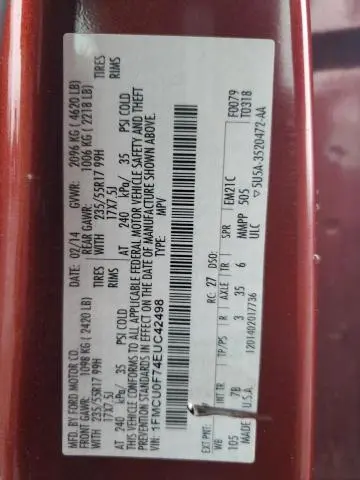 MFD. BY FORD MOTOR CO.
DATE: 02/14 GVWR: 2096 KG ( 4620 LB)
FRONT GAWR: 1098 KG ( 2420 LB) REAR GAWR: 1006 KG ( 2218 LB)
WITH 235/55R17 99H TIRES WITH 235/55R17 99H TIRES
17X7.5J RIMS 17X7.5J RIMS
AT 240 kPa/ 35 PSI COLD AT 240 kPa/ 35 PSI COLD
THIS VEHICLE CONFORMS TO ALL APPLICABLE FEDERAL MOTOR VEHICLE SAFETY AND THEFT
PREVENTION STANDARDS IN EFFECT ON THE DATE OF MANUFACTURE SHOWN ABOVE.
VIN: 1FMCU0F74EUC42498 TYPE: MPV
EXT PNT: RC: 27 DSO: F0079
WB INT TR TP/PS R AXLE TR SPR EM21C T0318
105 7B 3 35 6 MMPP 505
MADE IN U.S.A. ULC ▽5U5A-3520472-AA
1201402017736